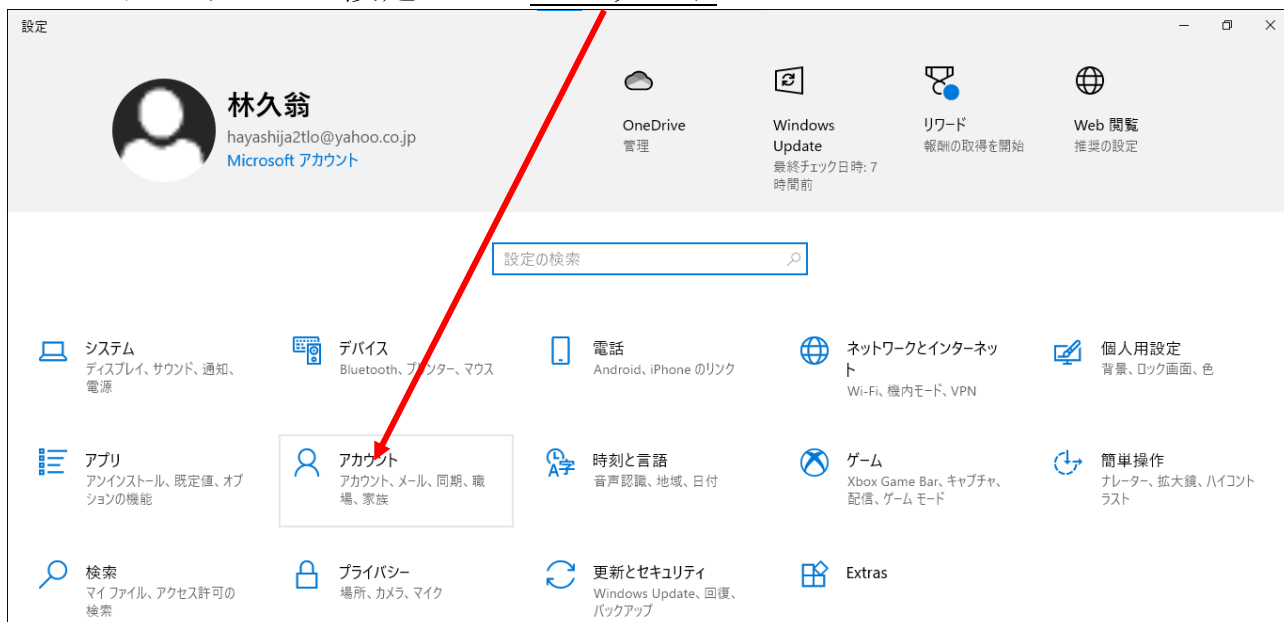 設定
林久翁
hayashija2tlo@yahoo.co.jp
Microsoft アカウント
OneDrive
管理
Windows
Update
最終チェック日時: 7
時間前
リワード
報酬の取得を開始
Web 閲覧
推奨の設定
設定の検索
システム
ディスプレイ、サウンド、通知、
電源
デバイス
Bluetooth、プリンター、マウス
電話
Android、iPhone のリンク
ネットワークとインターネッ
ト
Wi-Fi、機内モード、VPN
個人用設定
背景、ロック画面、色
アプリ
アンインストール、既定値、オプ
ションの機能
アカウント
アカウント、メール、同期、職
場、家族
時刻と言語
音声認識、地域、日付
ゲーム
Xbox Game Bar、キャプチャ、
配信、ゲーム モード
簡単操作
ナレーター、拡大鏡、ハイコント
ラスト
検索
マイ ファイル、アクセス許可の
検索
プライバシー
場所、カメラ、マイク
更新とセキュリティ
Windows Update、回復、
バックアップ
Extras